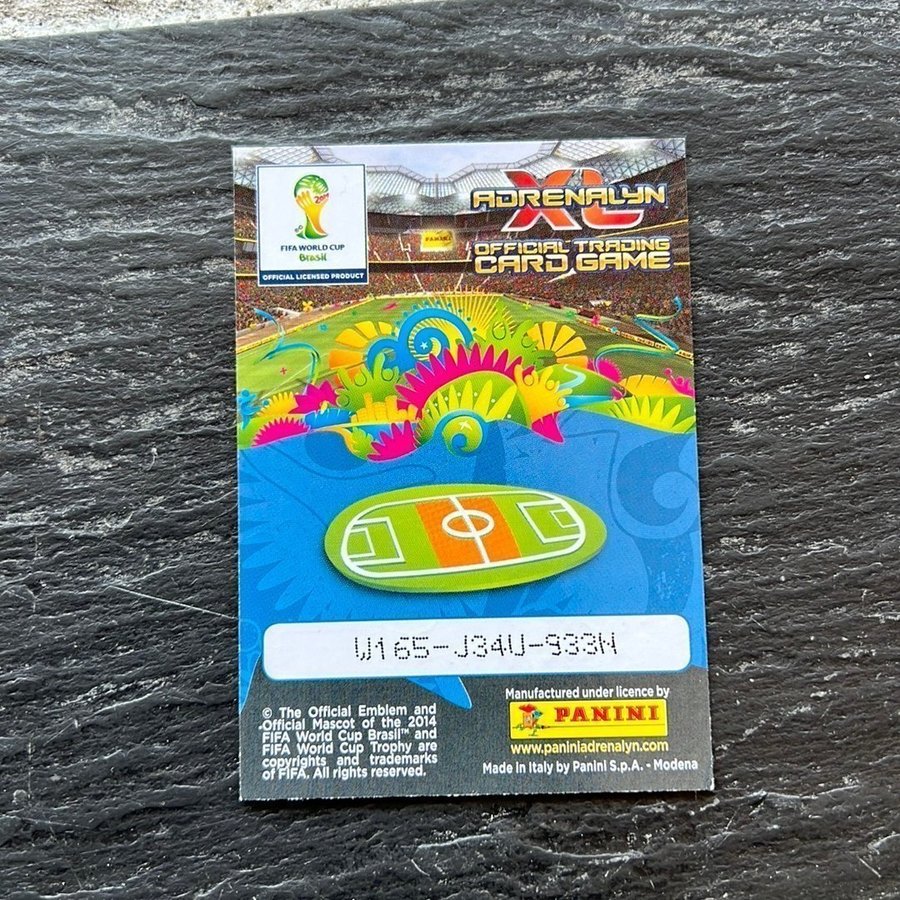 2014
FIFA WORLD CUP
Brasil
OFFICIAL LICENSED PRODUCT
ADRENALYN
XL
OFFICIAL TRADING
CARD GAME
PANINI
W165-J34U-933N
© The Official Emblem and
Official Mascot of the 2014
FIFA World Cup Brasil™ and
FIFA World Cup Trophy are
copyrights and trademarks
of FIFA. All rights reserved.
Manufactured under licence by
PANINI
www.paniniadrenalyn.com
Made in Italy by Panini S.p.A. - Modena